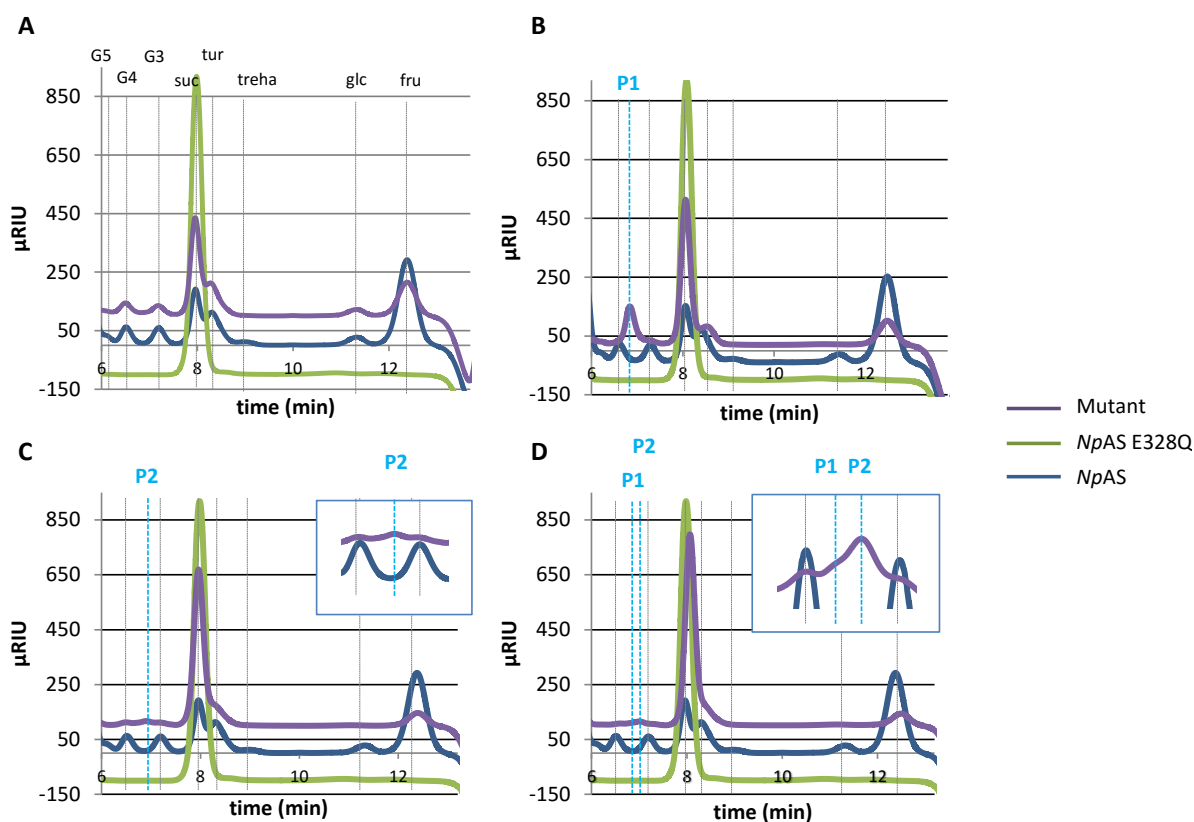 A
G5 G4 G3 suc tur treha glc fru
850
650
450
250
50
-150
µRIU
6 8 10 12
time (min)
B
P1
850
650
450
250
50
-150
µRIU
6 8 10 12
time (min)
Mutant
NpAS E328Q
NpAS
C
P2
P2
850
650
450
250
50
-150
µRIU
6 8 10 12
time (min)
D
P2
P1
P1 P2
850
650
450
250
50
-150
µRIU
6 8 10 12
time (min)